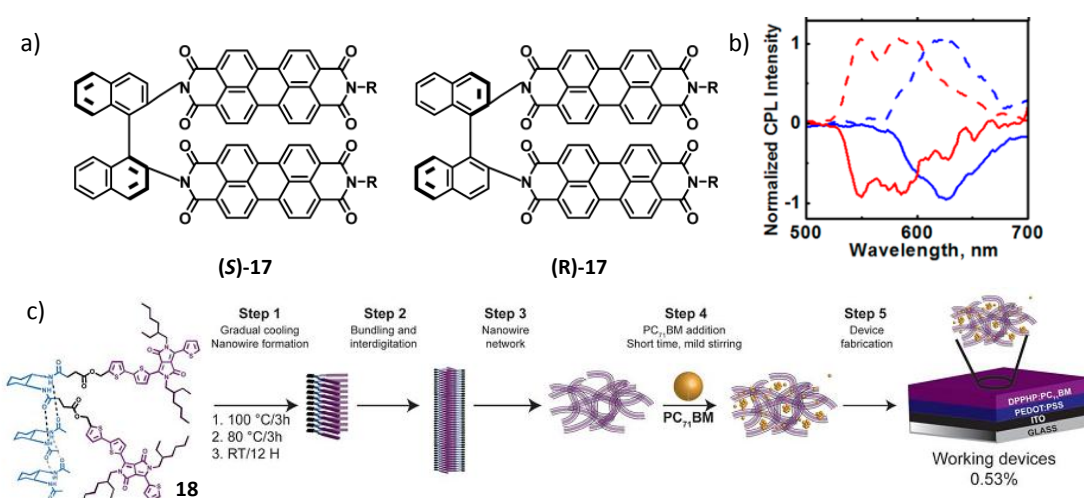 a)
O O
N N–R
O O
O O
N N–R
O O
(S)-17
O O
N N–R
O O
O O
N N–R
O O
(R)-17
b)
Normalized CPL Intensity
1
0
-1
500 600 700
Wavelength, nm
c)
18
Step 1
Gradual cooling
Nanowire formation
1. 100 °C/3h
2. 80 °C/3h
3. RT/12 H
Step 2
Bundling and
interdigitation
Step 3
Nanowire
network
Step 4
PC71BM addition
Short time, mild stirring
PC71BM
Step 5
Device
fabrication
DPPHP:PC71BM
PEDOT:PSS
ITO
GLASS
Working devices
0.53%